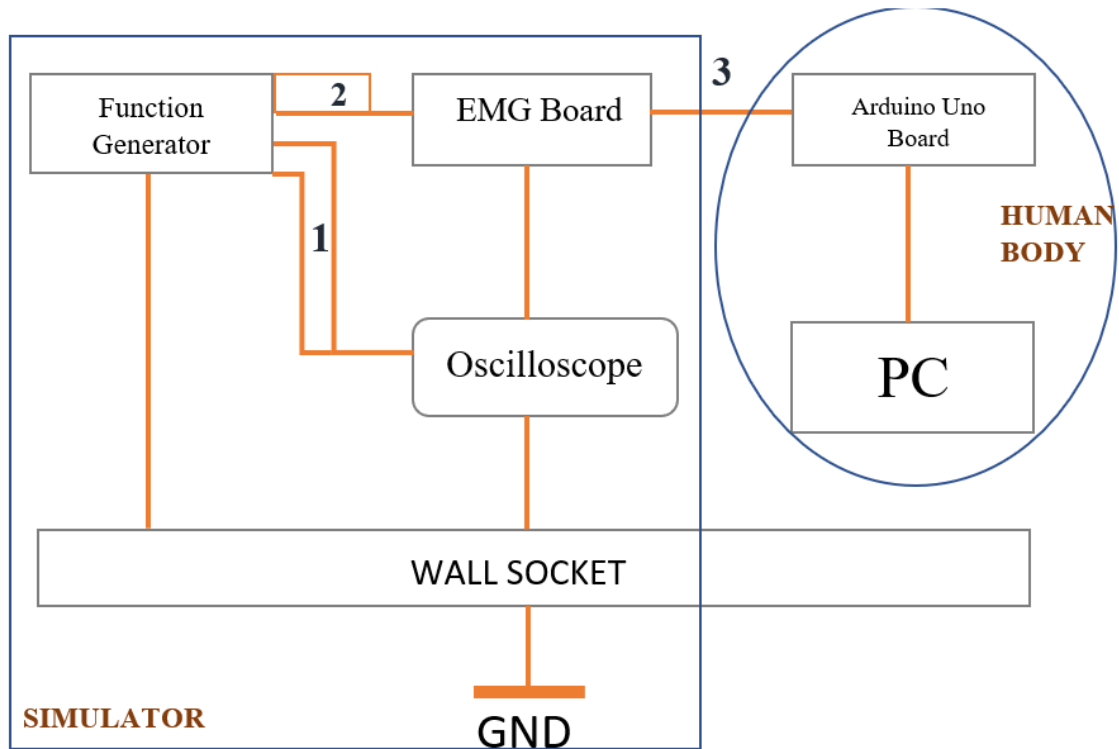 Function
Generator
2
EMG Board
3
Arduino Uno
Board
HUMAN
BODY
1
Oscilloscope
PC
WALL SOCKET
SIMULATOR
GND